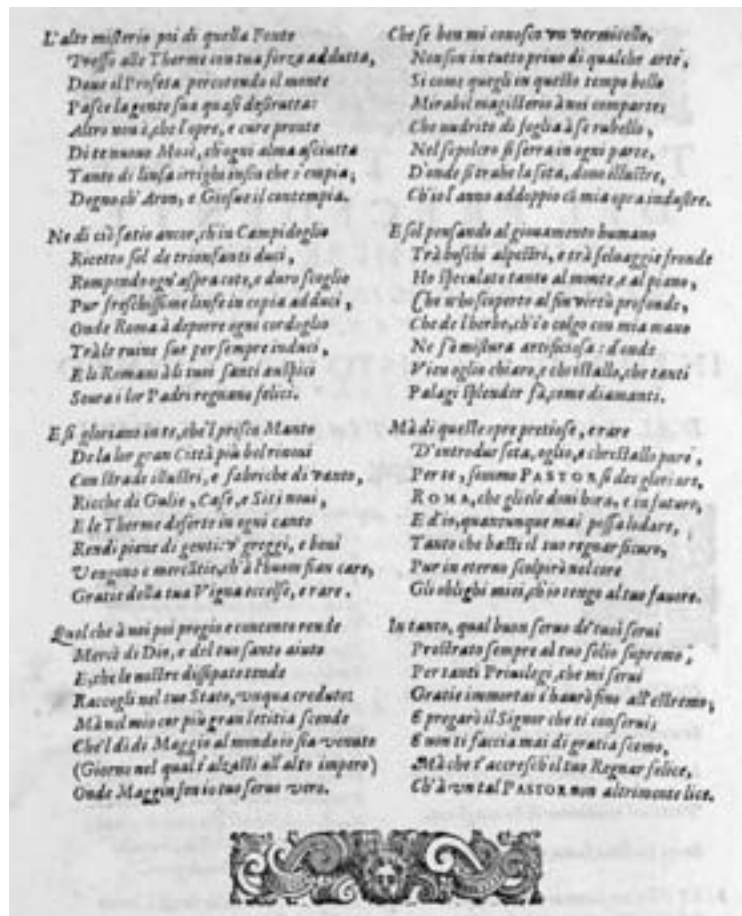 L'alto misterio poi di quella Fonte
Presso alle Therme con tua forza addutta,
Doue il Profeta percotendo il monte
Pasce la gente sua quasi destrutta:
Altro non è, che l'opre, e cure pronte
Di te nuouo Mosè, ch'ogni alma asciutta
Tanto di linfa irrighi infin che s'empia;
Degno ch'Aron, e Giosue il contempia.
Ne di ciò satio ancor, ch'in Campidoglio
Ricetto sol de trionfanti duci,
Rompendo ogn'aspra cote, e duro scoglio
Pur freschissime linfe in copia adduci,
Onde Roma à deporre ogni cordoglio
Trà le ruine sue per sempre induci,
E li Romani à li tuoi santi auspici
Soura i lor Padri regnano felici.
E si gloriano in te, che'l prisco Manto
De la lor gran Città più bel rinoui
Con strade illustri, e fabriche di vanto,
Ricche di Gulie, Case, e Siti noui,
E le Therme deserte in ogni canto
Rendi piene di genti: v' greggi, e boui
Vengono e mercãtie, ch'à l'huom sian care,
Gratie della tua Vigna eccelse, e rare.
Quel che à noi poi pregio e contento rende
Mercè di Dio, e del tuo santo aiuto
E, che le nostre dissipate
Raccogli nel tuo Stato, vnqua credute:
Mà nel mio cor più gran letitia scende
Che'l dì di Maggio al mondo io sia venuto
(Giorno nel qual t'alzasti all'alto impero)
Onde Maggin son io tuo seruo vero.
Che se ben mi conosco vn vermicello,
Non son in tutto priuo di qualche arte,
Si come quegli in questo tempo bello
Mirabil magisterio à noi comparte;
Che nudrito di foglia à se rubello,
Nel sepolcro si serra in ogni parte,
D'onde si trahe la seta, dono illustre,
Ch'io l'anno addoppio cõ mia opra industre.
E sol pensando al giouamento humano
Trà boschi alpestri, e trà seluaggie fronde
Ho speculato tanto al monte, e al piano,
Che n'ho scoperto al fin virtù profonde,
Che de l'herbe, ch'io colgo con mia mano
Ne fò mistura artificiosa: d'onde
Vien oglio chiaro, e christallo, che tanti
Palagi splender fà, come diamanti.
Mà di queste opre pretiose, e rare
D'introdur seta, oglio, e christallo puro,
Per te, sommo PASTOR si dee gloriare,
ROMA, che gliele doni hora, e in futuro,
E d'io, quantunque mai possa lodare,
Tanto che basti il tuo regnar sicuro,
Pur in eterno scolpirò nel core
Gli oblighi miei, ch'io tengo al tuo fauore.
In tanto, qual buon seruo de' tuoi serui
Prostrato sempre al tuo solio supremo,
Per tanti Priuilegi, che mi serui
Gratie immortai t'haurò fino all'estremo;
E pregarò il Signor che ti conserui;
E non ti faccia mai di gratia scemo,
Mà che t'accresch'il tuo Regnar felice,
Ch'à vn tal PASTOR non altrimente lice.